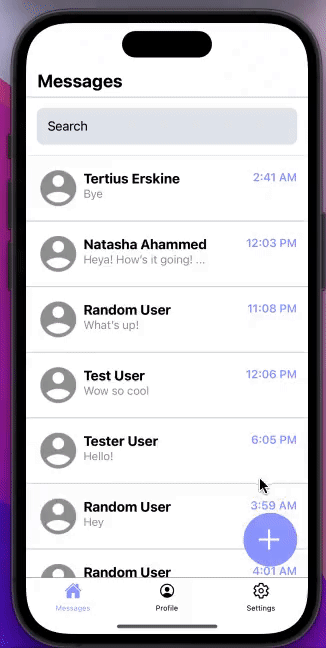 Messages
Search
Tertius Erskine
2:41 AM
Bye
Natasha Ahammed
12:03 PM
Heya! How's it going! ...
Random User
11:08 PM
What's up!
Test User
12:06 PM
Wow so cool
Tester User
6:05 PM
Hello!
Random User
3:59 AM
Hey
Random User
4:01 AM
Messages
Profile
Settings